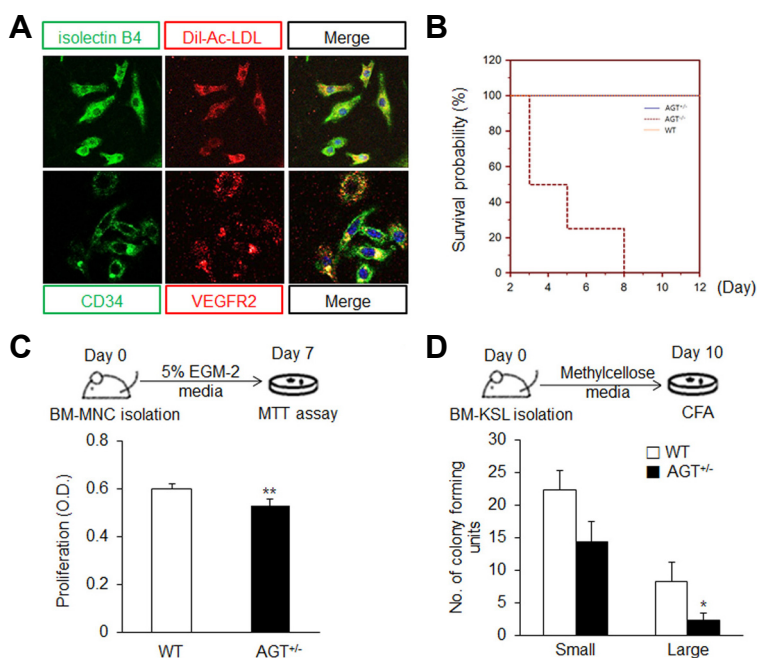 A
isolectin B4
Dil-Ac-LDL
Merge
CD34
VEGFR2
Merge
B
Survival probability (%)
120
100
80
60
40
20
0
2
4
6
8
10
12
(Day)
AGT+/-
AGT-/-
WT
C
Day 0
5% EGM-2
media
Day 7
BM-MNC isolation
MTT assay
Proliferation (O.D.)
0.8
0.6
0.4
0.2
0
**
WT
AGT+/-
D
Day 0
Methylcellose
media
Day 10
BM-KSL isolation
CFA
No. of colony forming
units
30
25
20
15
10
5
0
WT
AGT+/-
*
Small
Large